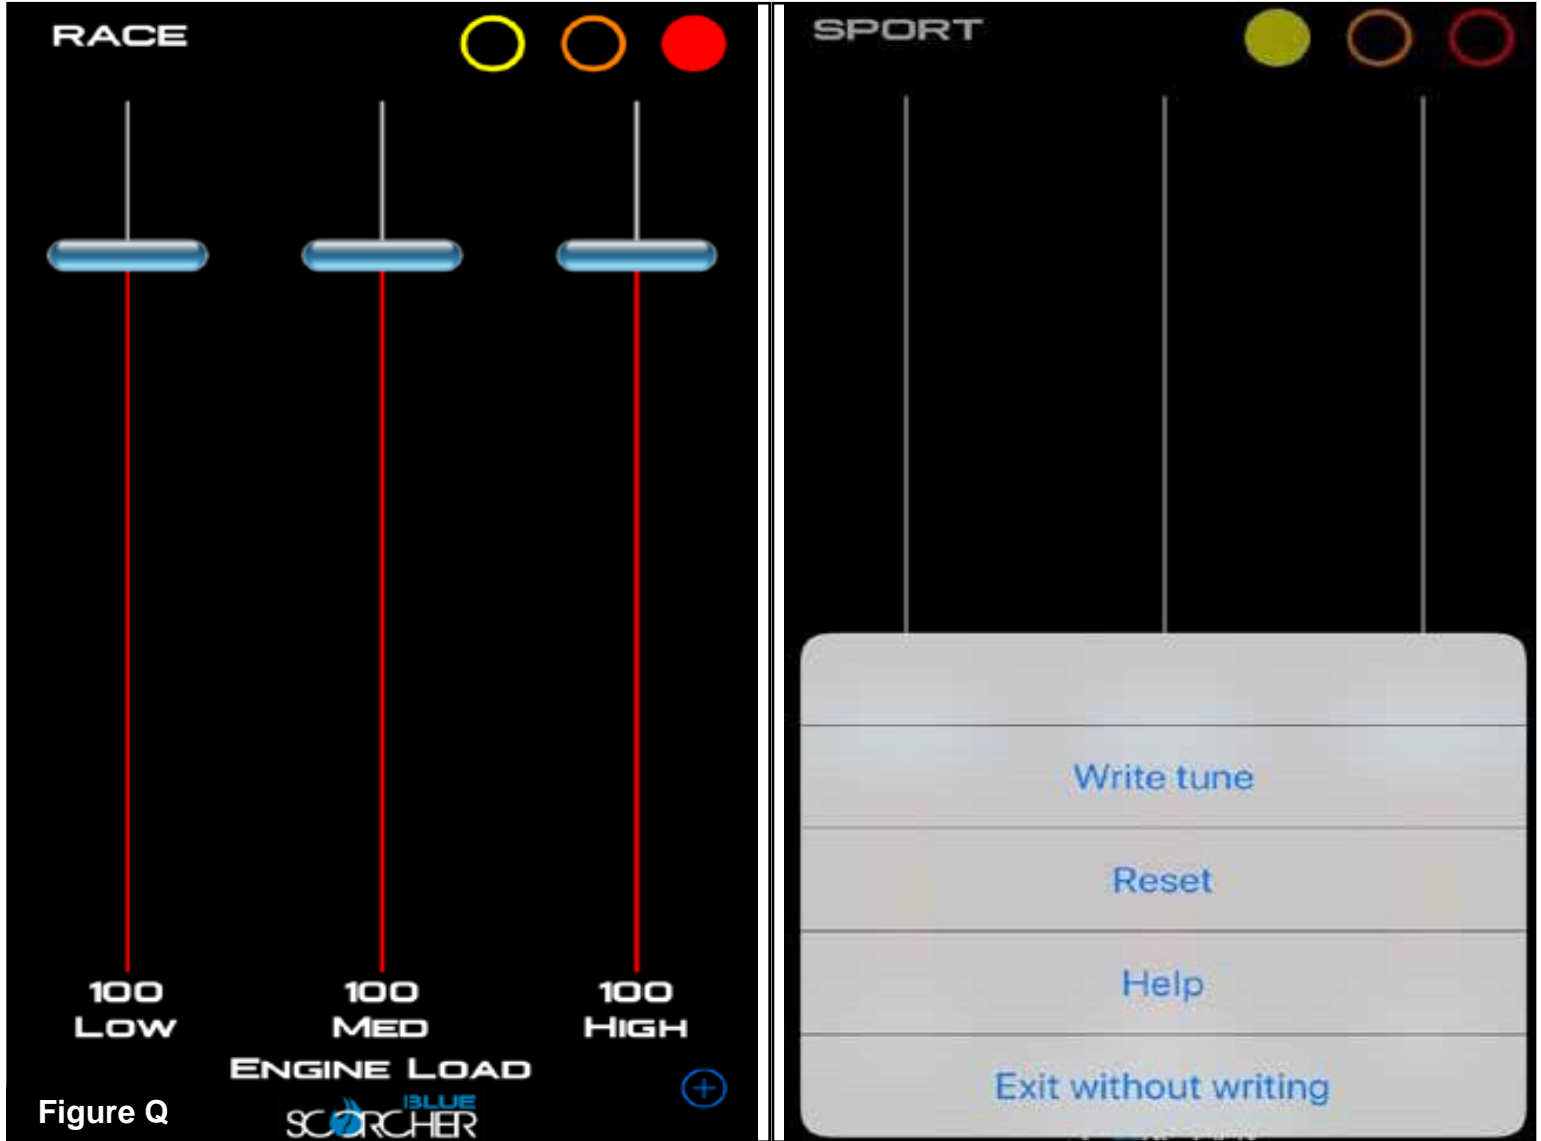 RACE
100 100 100
LOW MED HIGH
ENGINE LOAD
Figure Q
BLUE
SCORCHER
SPORT
Write tune
Reset
Help
Exit without writing